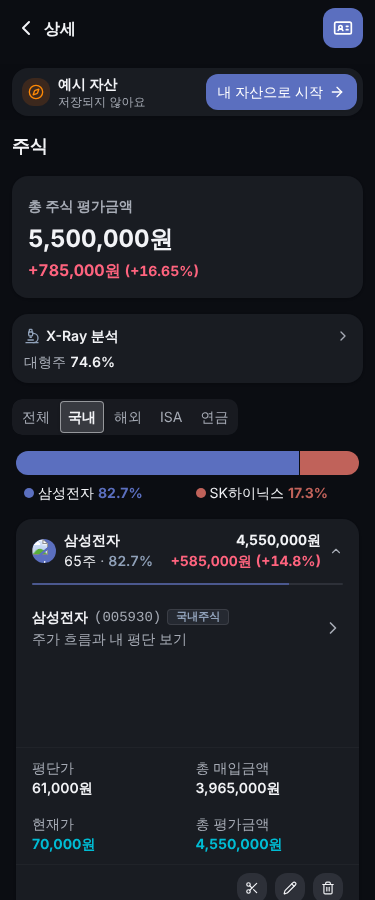 상세
예시 자산
저장되지 않아요
내 자산으로 시작
주식
총 주식 평가금액
5,500,000원
+785,000원 (+16.65%)
X-Ray 분석
대형주 74.6%
전체 국내 해외 ISA 연금
삼성전자 82.7% SK하이닉스 17.3%
삼성전자 4,550,000원
65주 · 82.7% +585,000원 (+14.8%)
삼성전자 (005930) 국내주식
주가 흐름과 내 평단 보기
평단가 총 매입금액
61,000원 3,965,000원
현재가 총 평가금액
70,000원 4,550,000원